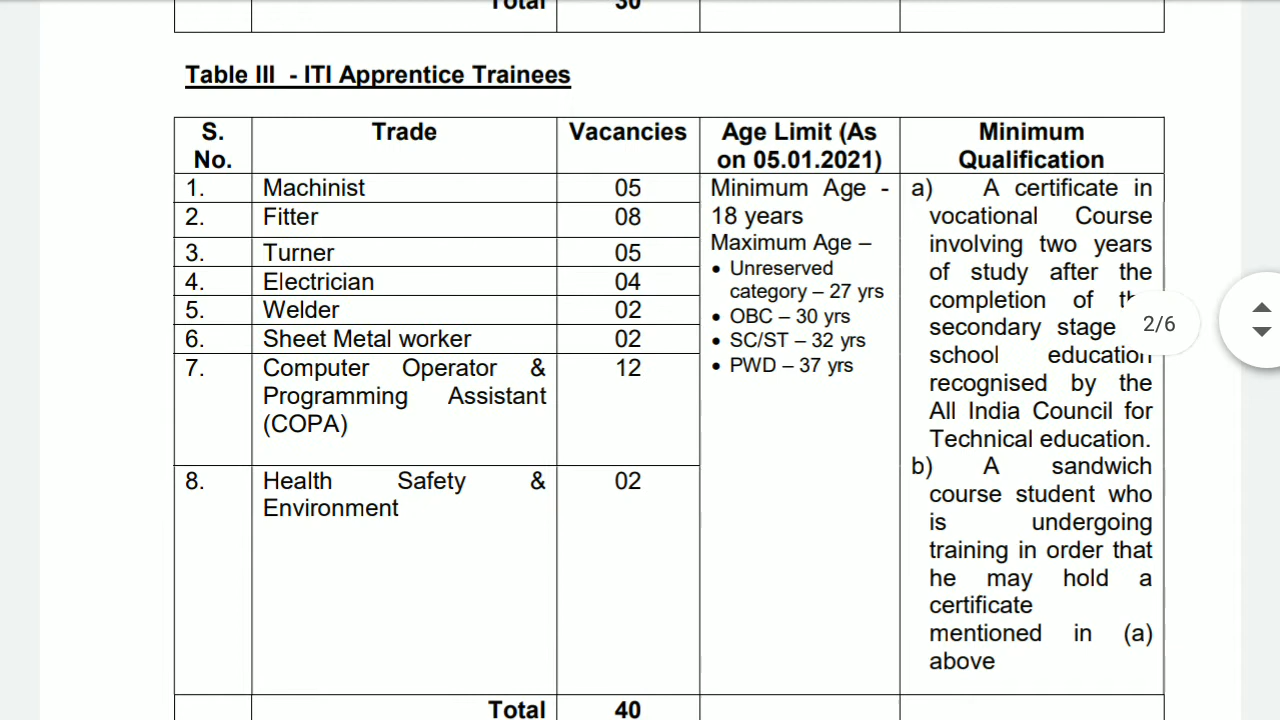 Total 30
Table III - ITI Apprentice Trainees
S. No. Trade Vacancies Age Limit (As on 05.01.2021) Minimum Qualification
1. Machinist 05
2. Fitter 08
3. Turner 05
4. Electrician 04
5. Welder 02
6. Sheet Metal worker 02
7. Computer Operator &
Programming Assistant
(COPA)
12
8. Health Safety &
Environment
02
Minimum Age -
18 years
Maximum Age –
• Unreserved
category – 27 yrs
• OBC – 30 yrs
• SC/ST – 32 yrs
• PWD – 37 yrs
a) A certificate in
vocational Course
involving two years
of study after the
completion of
secondary stage
school education
recognised by the
All India Council for
Technical education.
b) A sandwich
course student who
is undergoing
training in order that
he may hold a
certificate
mentioned in (a)
above
Total 40
2/6